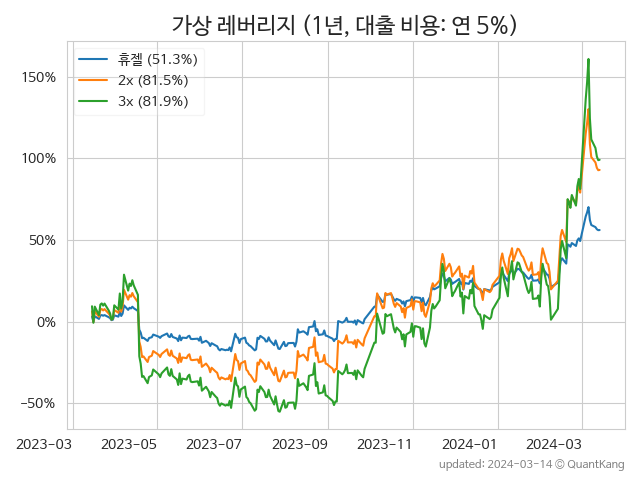 가상 레버리지 (1년, 대출 비용: 연 5%)
휴젤 (51.3%)
2x (81.5%)
3x (81.9%)
150%
100%
50%
0%
−50%
2023−03 2023−05 2023−07 2023−09 2023−11 2024−01 2024−03
updated: 2024−03−14 © QuantKang